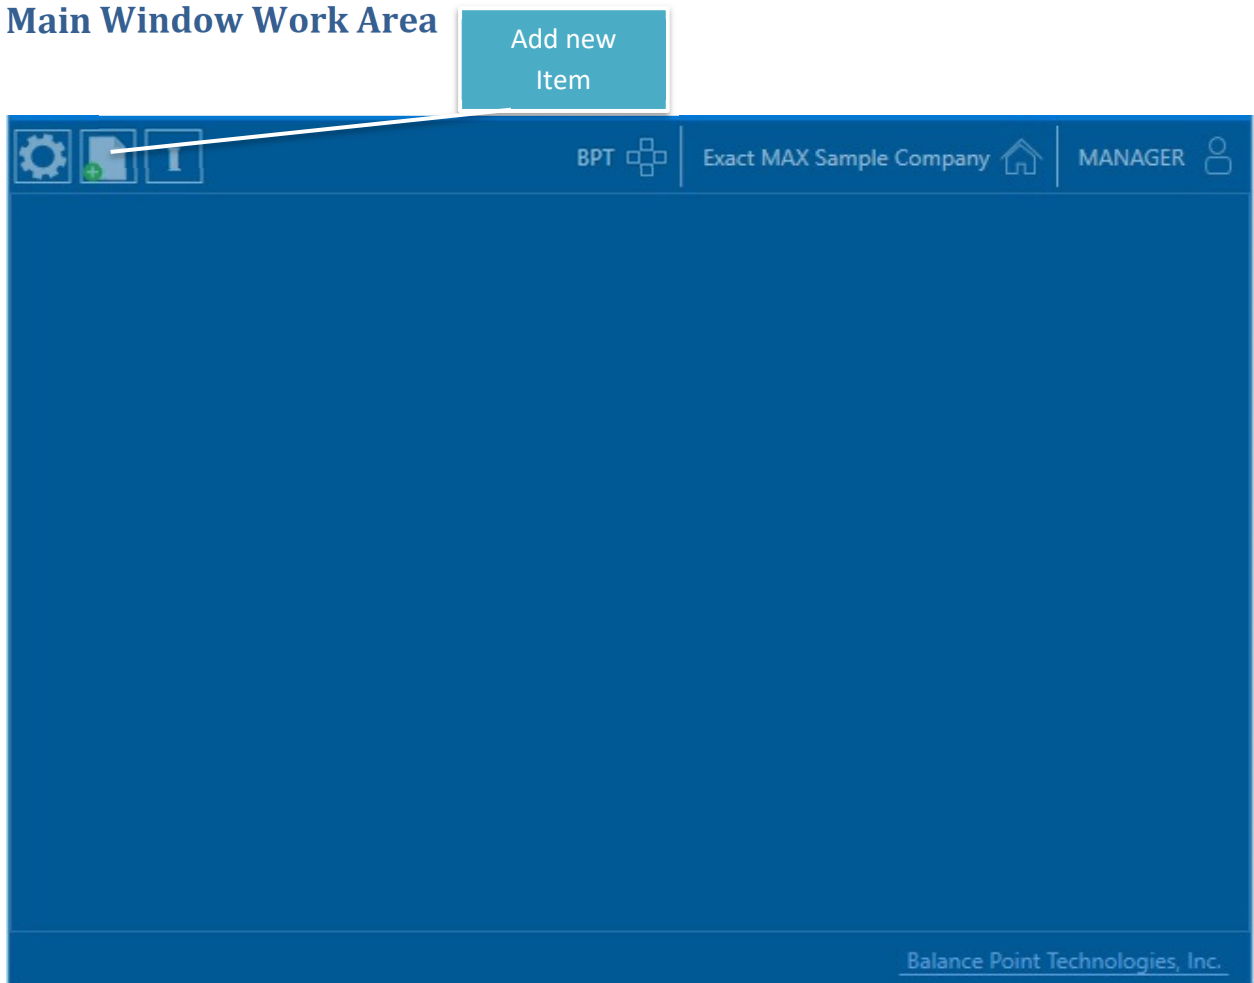 Main Window Work Area
Add new
Item
BPT
Exact MAX Sample Company
MANAGER
Balance Point Technologies, Inc.